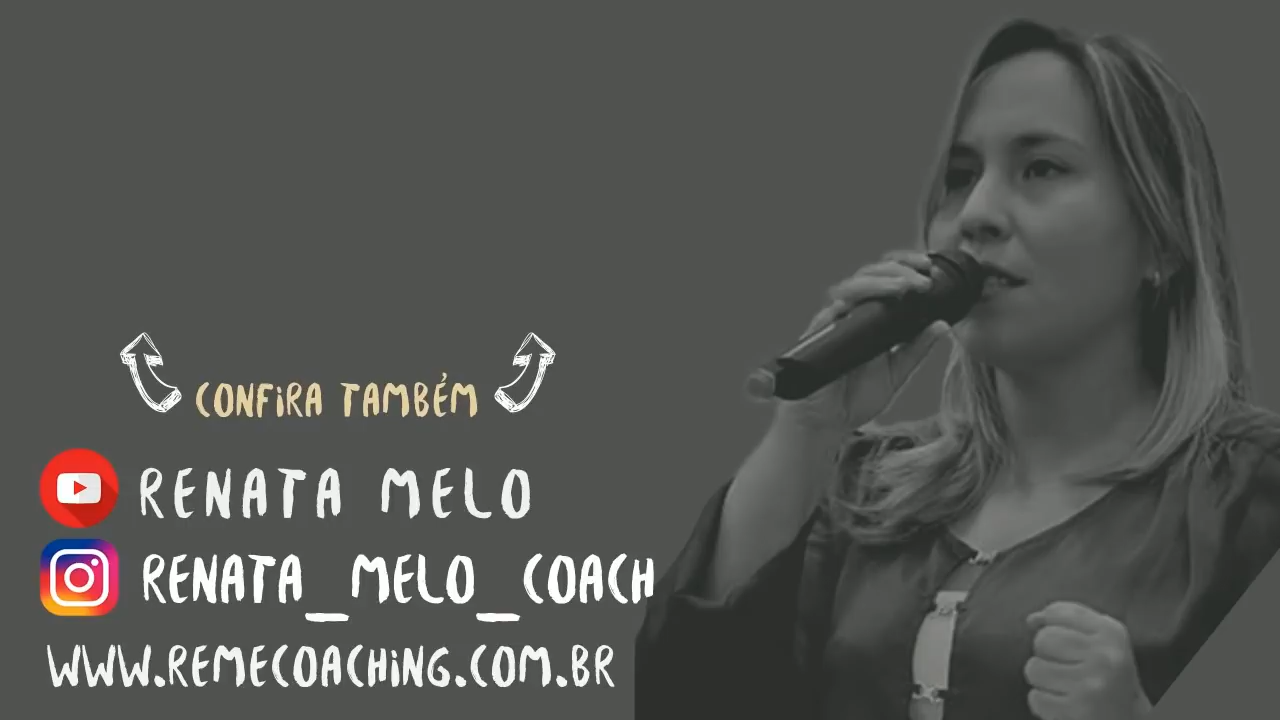 CONFIRA TAMBÉM
RENATA MELO
RENATA_MELO_COACH
WWW.REMECOACHING.COM.BR